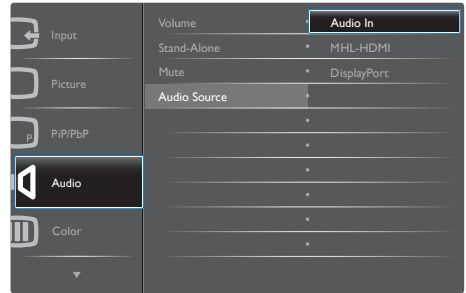 Input
Picture
P
PiP/PbP
Audio
Color
Volume
Stand-Alone
Mute
Audio Source
Audio In
MHL-HDMI
DisplayPort